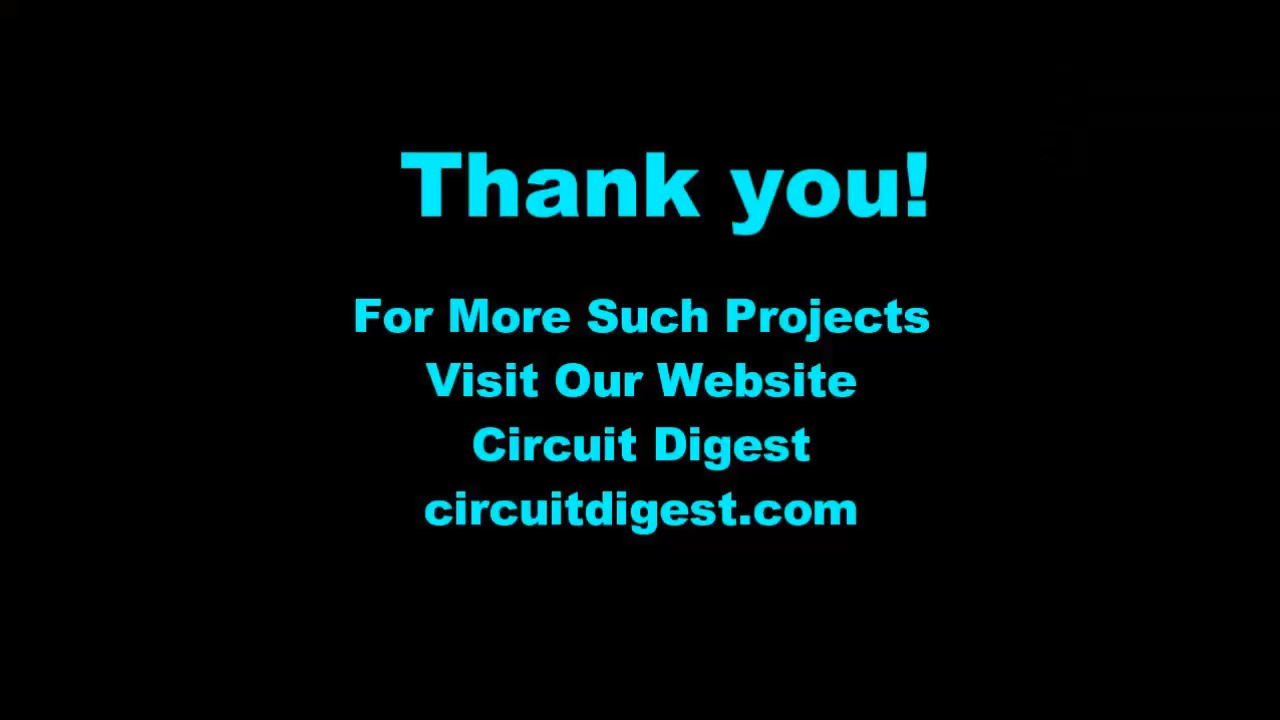 Thank you!
For More Such Projects
Visit Our Website
Circuit Digest
circuitdigest.com